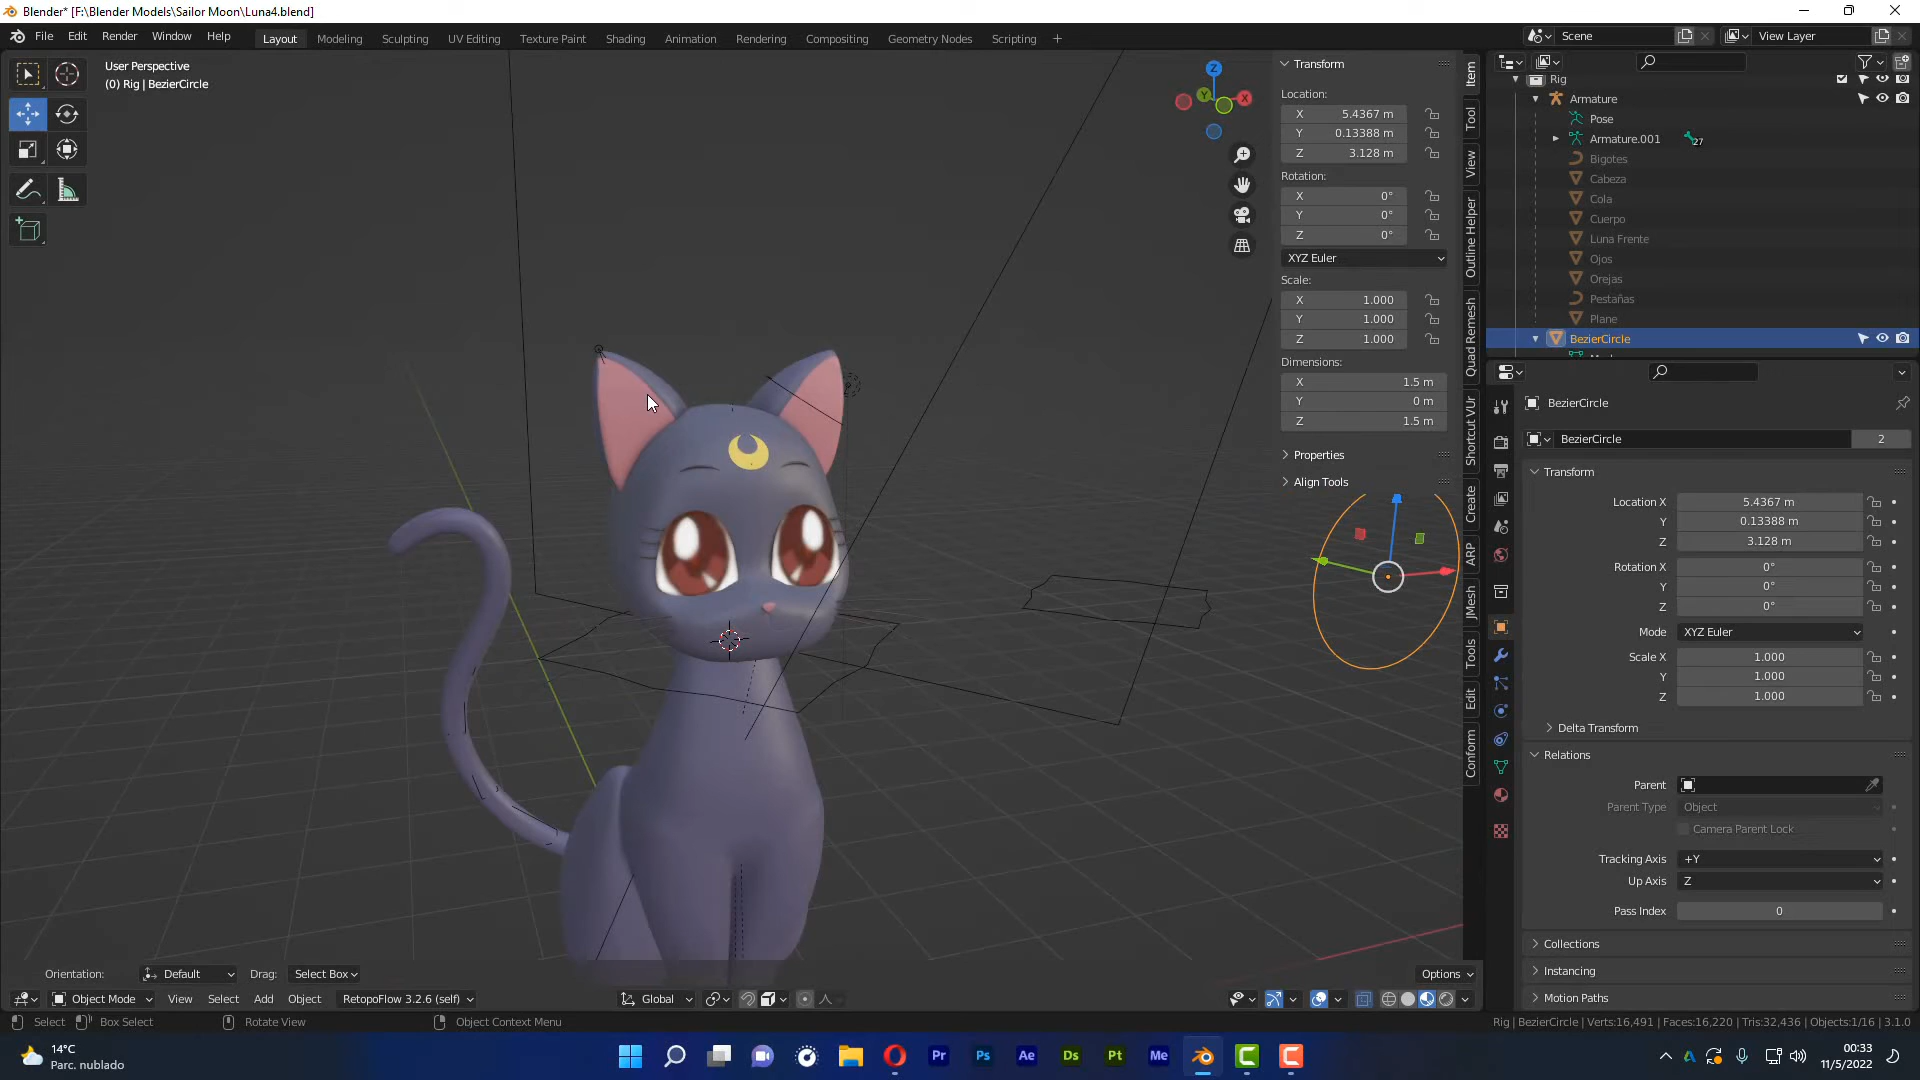 Blender* [F:\Blender Models\Sailor Moon\Luna4.blend]
File Edit Render Window Help Layout Modeling Sculpting UV Editing Texture Paint Shading Animation Rendering Compositing Geometry Nodes Scripting Scene View Layer
User Perspective
(0) Rig | BezierCircle
Z
Y
X
Transform
Location:
X 5.4367 m
Y 0.13388 m
Z 3.128 m
Rotation:
X 0°
Y 0°
Z 0°
XYZ Euler
Scale:
X 1.000
Y 1.000
Z 1.000
Dimensions:
X 1.5 m
Y 0 m
Z 1.5 m
Properties
Align Tools
Item
Tool
View
Outline Helper
Quad Remesh
Shortcut VUr
Create
ARP
JMesh
Tools
Edit
Conform
Rig
Armature
Pose
Armature.001 27
Bigotes
Cabeza
Cola
Cuerpo
Luna Frente
Ojos
Orejas
Pestañas
Plane
BezierCircle
BezierCircle
BezierCircle 2
Transform
Location X 5.4367 m
Y 0.13388 m
Z 3.128 m
Rotation X 0°
Y 0°
Z 0°
Mode XYZ Euler
Scale X 1.000
Y 1.000
Z 1.000
Delta Transform
Relations
Parent
Parent Type Object
Camera Parent Lock
Tracking Axis +Y
Up Axis Z
Pass Index 0
Collections
Instancing
Motion Paths
Orientation: Default Drag: Select Box Options
Object Mode View Select Add Object RetopoFlow 3.2.6 (self) Global
Select Box Select Rotate View Object Context Menu Rig | BezierCircle | Verts:16,491 | Faces:16,220 | Tris:32,436 | Objects:1/16 | 3.1.0
14°C
Parc. nublado
Pr Ps Ae Ds Pt Me
00:33
11/5/2022